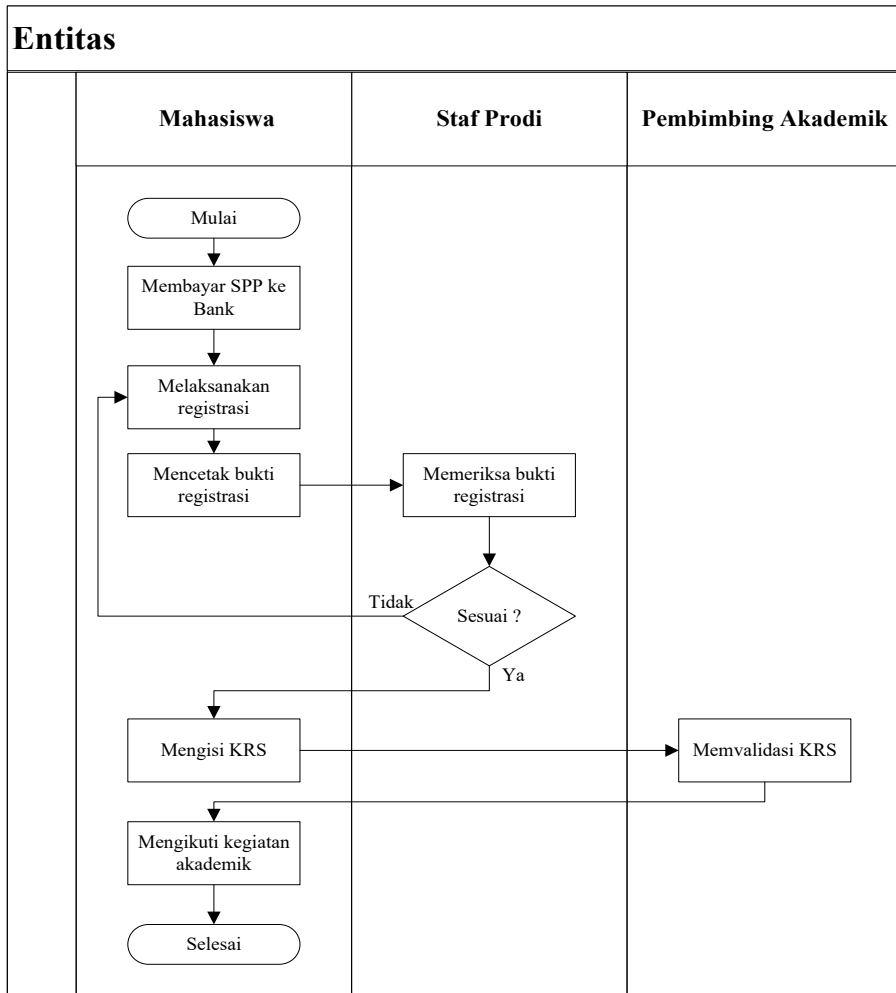 Entitas
Mahasiswa
Staf Prodi
Pembimbing Akademik
Mulai
Membayar SPP ke
Bank
Melaksanakan
registrasi
Mencetak bukti
registrasi
Memeriksa bukti
registrasi
Tidak
Sesuai ?
Ya
Mengisi KRS
Memvalidasi KRS
Mengikuti kegiatan
akademik
Selesai